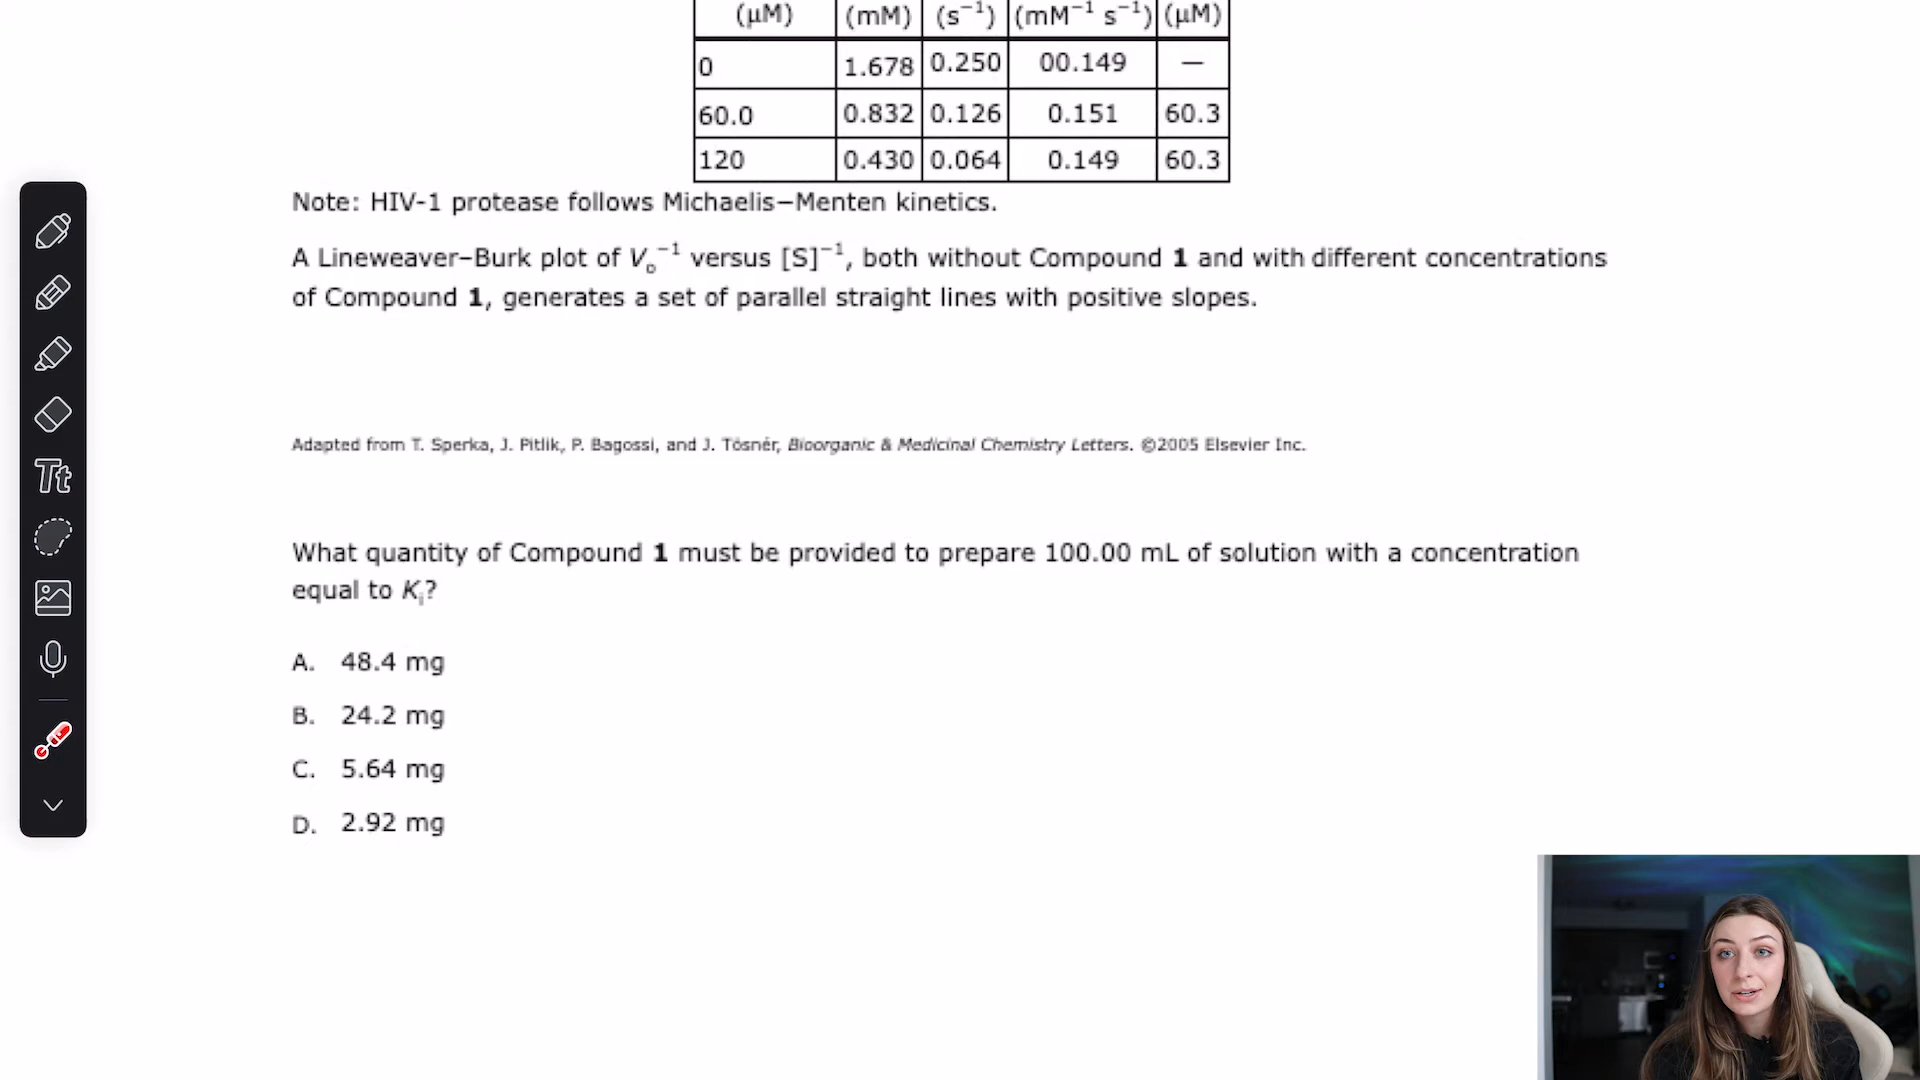 (µM) (mM) (s⁻¹) (mM⁻¹ s⁻¹) (µM)
0 1.678 0.250 00.149 —
60.0 0.832 0.126 0.151 60.3
120 0.430 0.064 0.149 60.3
Note: HIV-1 protease follows Michaelis–Menten kinetics.
A Lineweaver–Burk plot of Vₒ⁻¹ versus [S]⁻¹, both without Compound 1 and with different concentrations
of Compound 1, generates a set of parallel straight lines with positive slopes.
Adapted from T. Sperka, J. Pitlik, P. Bagossi, and J. Tösnér, Bioorganic & Medicinal Chemistry Letters. ©2005 Elsevier Inc.
What quantity of Compound 1 must be provided to prepare 100.00 mL of solution with a concentration
equal to Kᵢ?
A. 48.4 mg
B. 24.2 mg
C. 5.64 mg
D. 2.92 mg
Tt